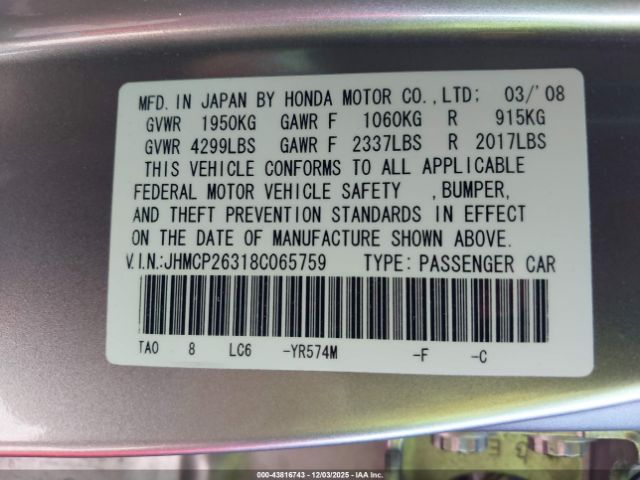 MFD. IN JAPAN BY HONDA MOTOR CO., LTD; 03/'08
GVWR 1950KG GAWR F 1060KG R 915KG
GVWR 4299LBS GAWR F 2337LBS R 2017LBS
THIS VEHICLE CONFORMS TO ALL APPLICABLE
FEDERAL MOTOR VEHICLE SAFETY , BUMPER,
AND THEFT PREVENTION STANDARDS IN EFFECT
ON THE DATE OF MANUFACTURE SHOWN ABOVE.
V.I.N.:JHMCP26318C065759 TYPE: PASSENGER CAR
TA0 8 LC6 -YR574M -F -C
00-43816743 - 12/03/2025 - IAA Inc.